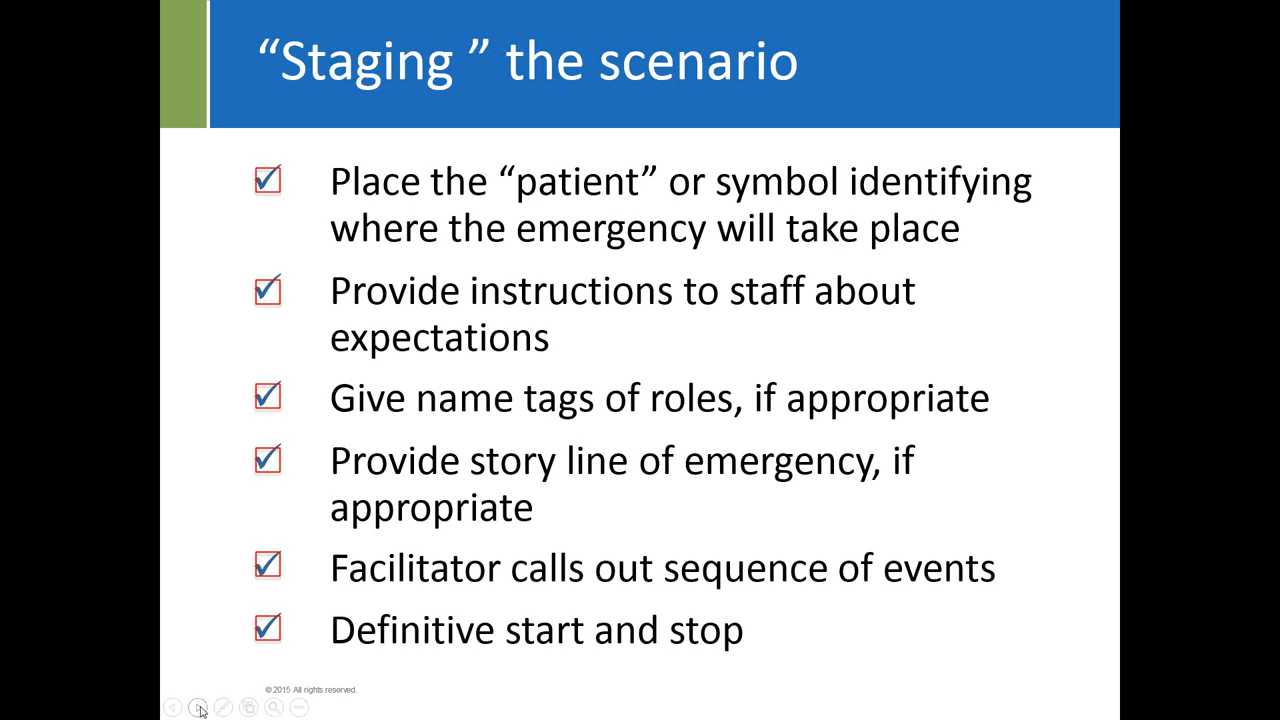 “Staging ” the scenario
Place the “patient” or symbol identifying
where the emergency will take place
Provide instructions to staff about
expectations
Give name tags of roles, if appropriate
Provide story line of emergency, if
appropriate
Facilitator calls out sequence of events
Definitive start and stop
© 2015 All rights reserved.